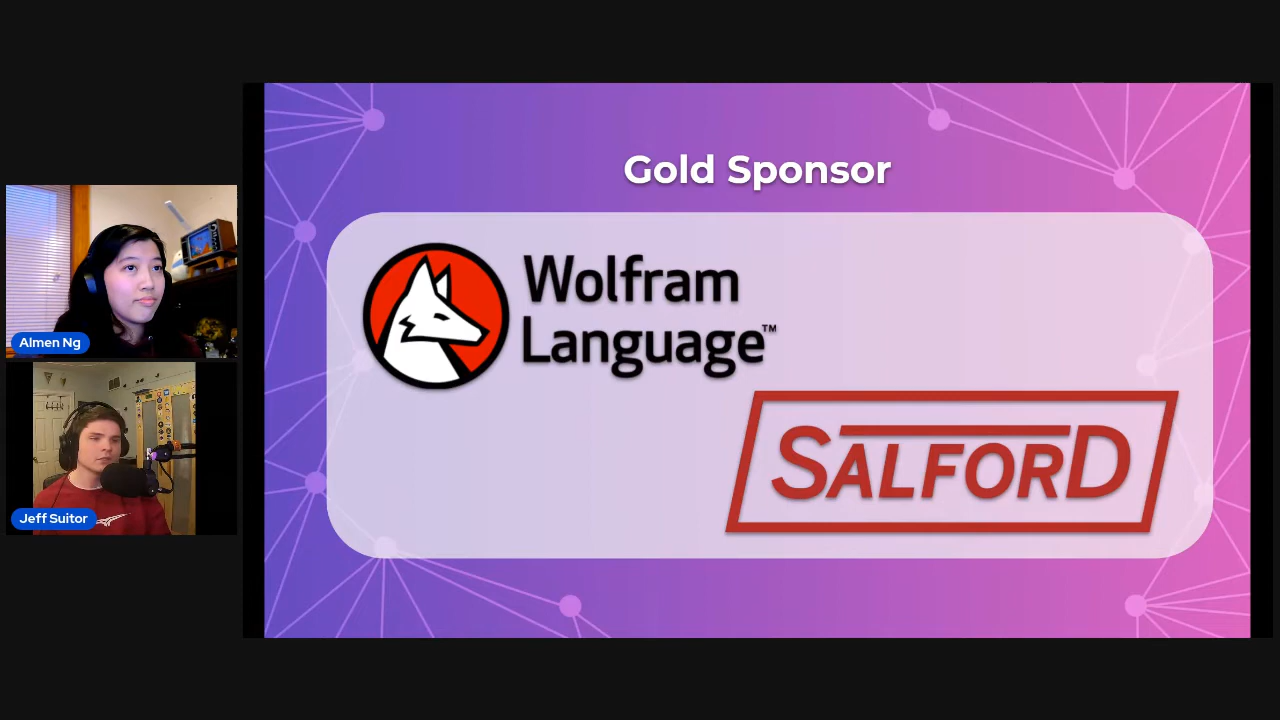 Gold Sponsor
Wolfram
Language™
SALFORD
Almen Ng
Jeff Suitor